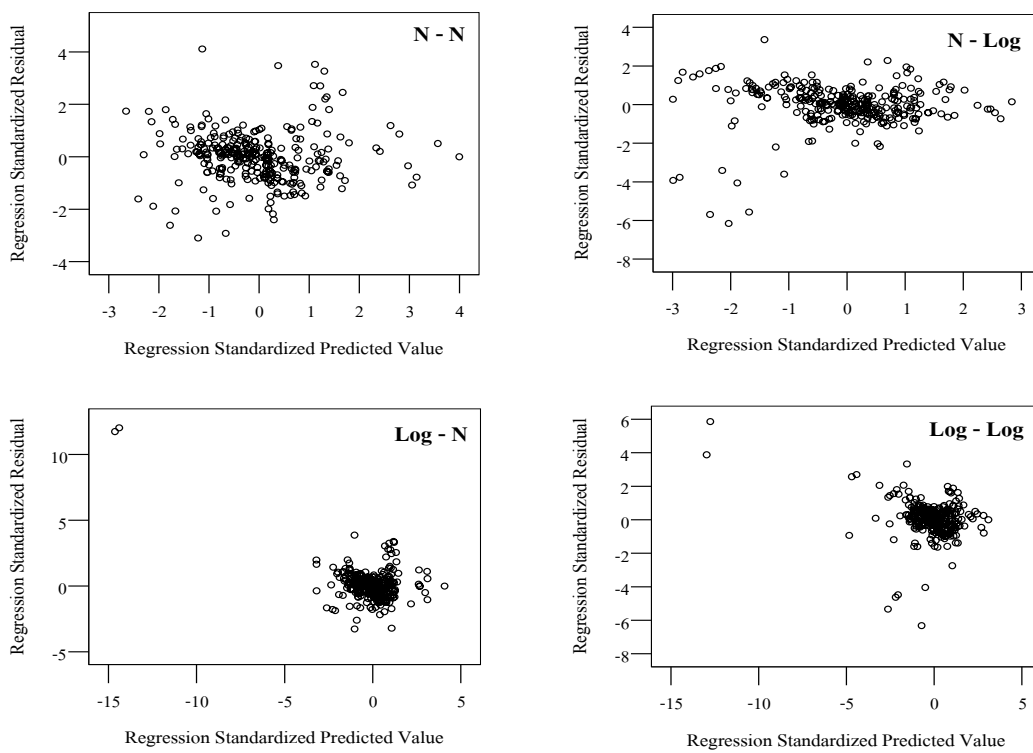 N - N
Regression Standardized Residual
4
2
0
-2
-4
-3 -2 -1 0 1 2 3 4
Regression Standardized Predicted Value
N - Log
Regression Standardized Residual
4
2
0
-2
-4
-6
-8
-3 -2 -1 0 1 2 3
Regression Standardized Predicted Value
Log - N
Regression Standardized Residual
10
5
0
-5
-15 -10 -5 0 5
Regression Standardized Predicted Value
Log - Log
Regression Standardized Residual
6
4
2
0
-2
-4
-6
-8
-15 -10 -5 0 5
Regression Standardized Predicted Value